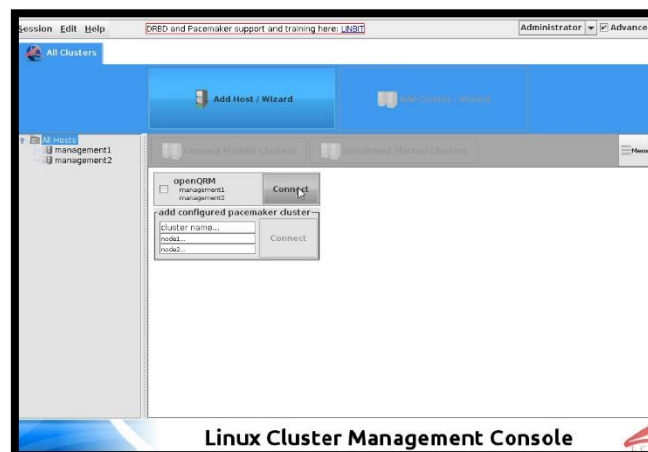 Session Edit Help
DRBD and Pacemaker support and training here: LINBIT
Administrator
Advance
All Clusters
Add Host / Wizard
Add Cluster / Wizard
All Hosts
management1
management2
Connect Marked Clusters
Disconnect Marked Clusters
Menu
openQRM
management1
management2
Connect
add configured pacemaker cluster
cluster name...
node1...
node2...
Connect
Linux Cluster Management Console